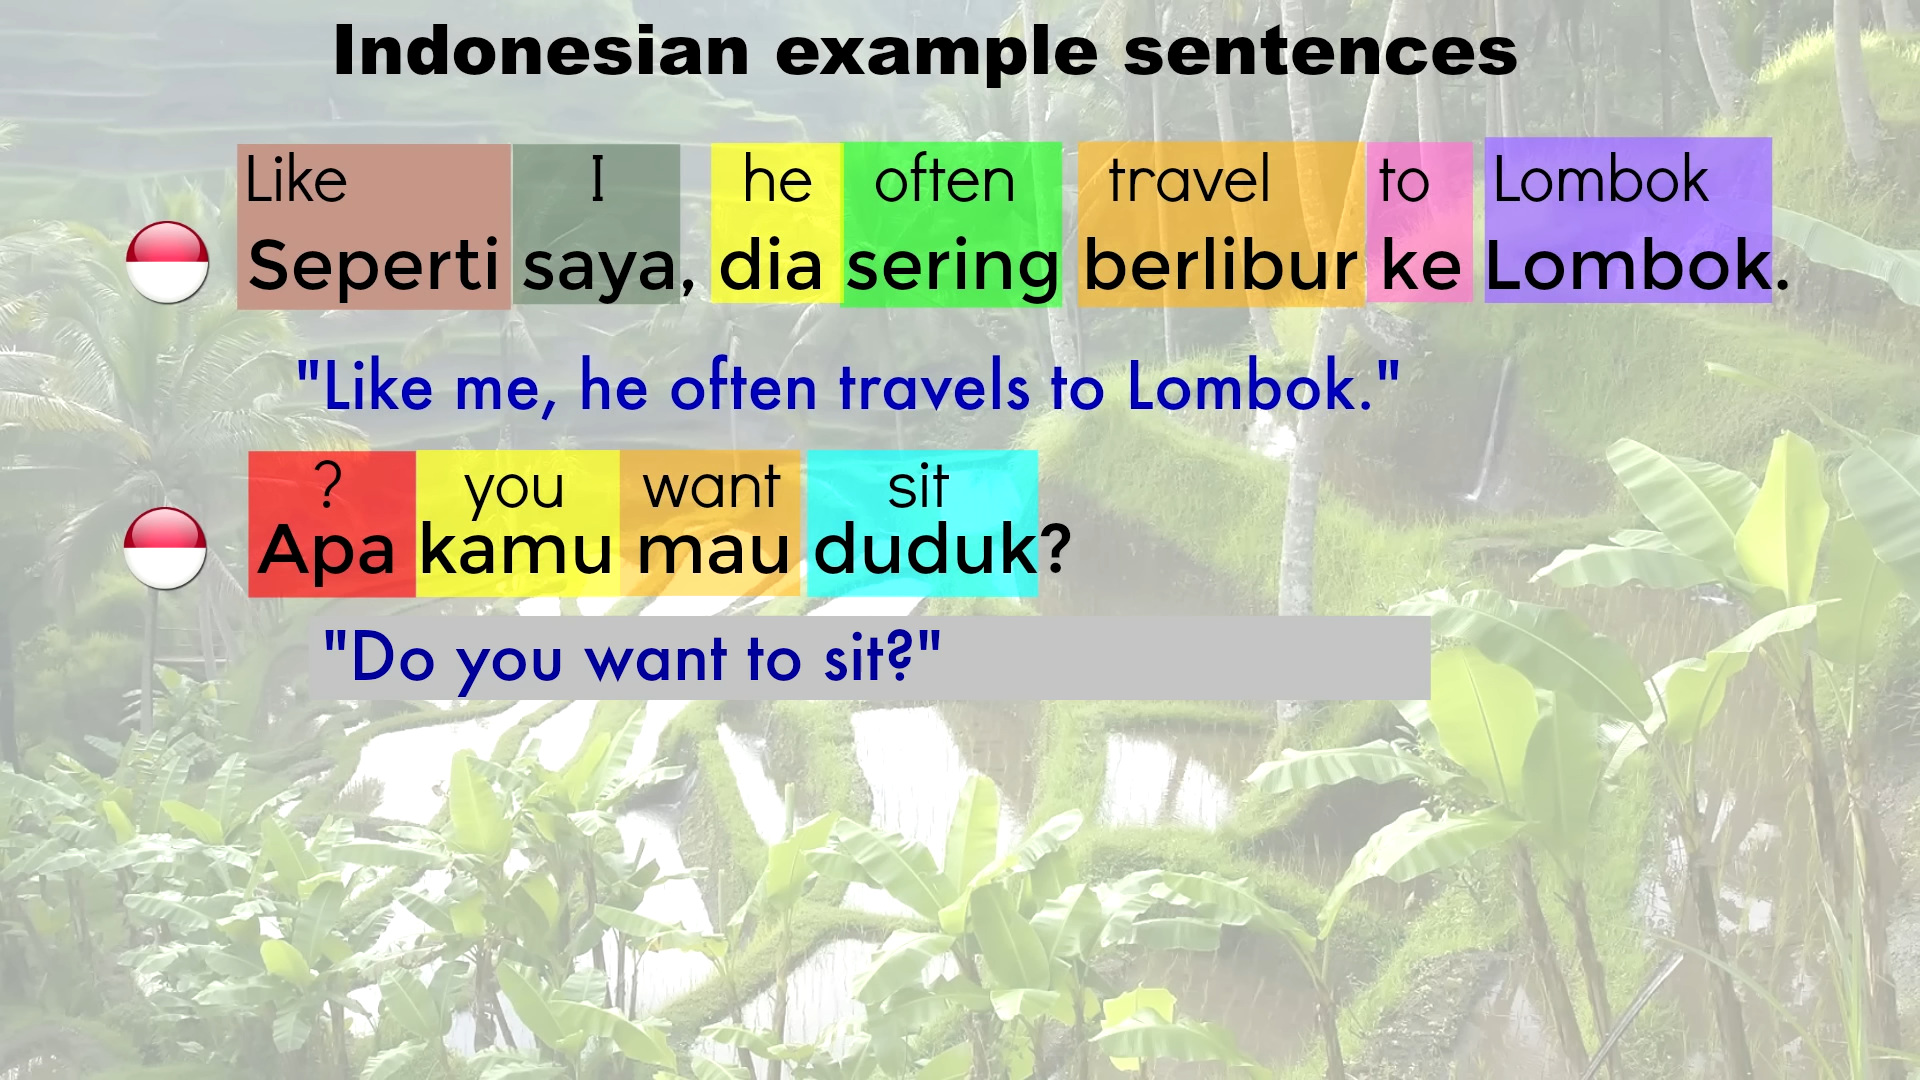 Indonesian example sentences
Like I he often travel to Lombok
Seperti saya, dia sering berlibur ke Lombok.
"Like me, he often travels to Lombok."
? you want sit
Apa kamu mau duduk?
"Do you want to sit?"